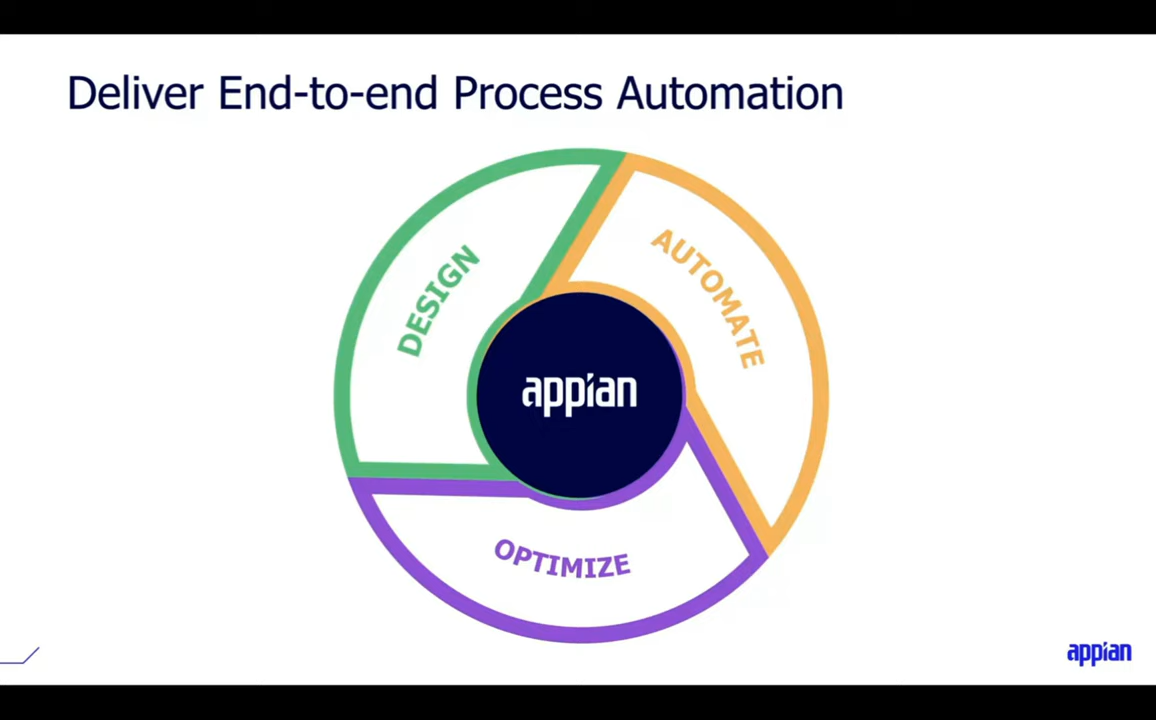 Deliver End-to-end Process Automation
DESIGN
AUTOMATE
appian
OPTIMIZE
appian